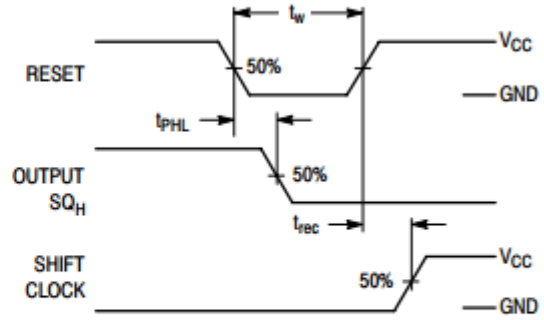 tw
VCC
RESET
50%
GND
tPHL
OUTPUT
SQH
50%
trec
SHIFT
CLOCK
50%
VCC
GND